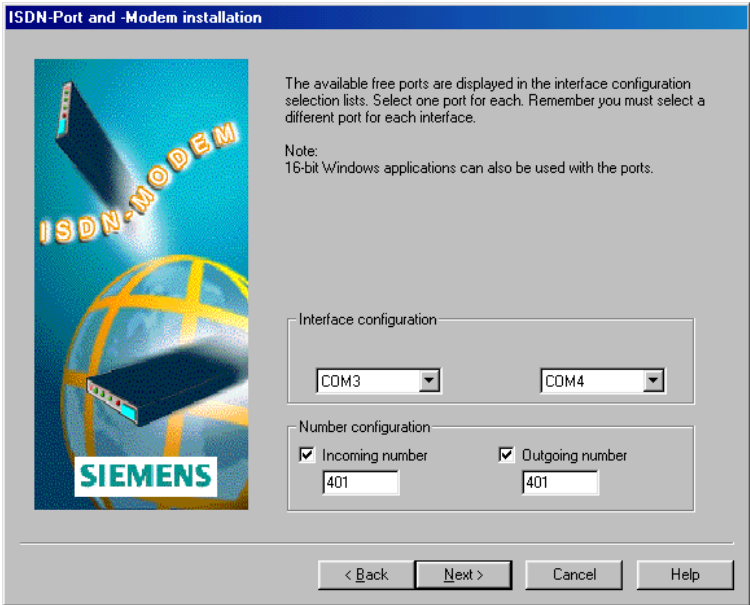 ISDN-Port and -Modem installation
The available free ports are displayed in the interface configuration
selection lists. Select one port for each. Remember you must select a
different port for each interface.
Note:
16-bit Windows applications can also be used with the ports.
ISDN-MODEM
SIEMENS
Interface configuration
COM3 COM4
Number configuration
Incoming number Outgoing number
401 401
< Back Next > Cancel Help